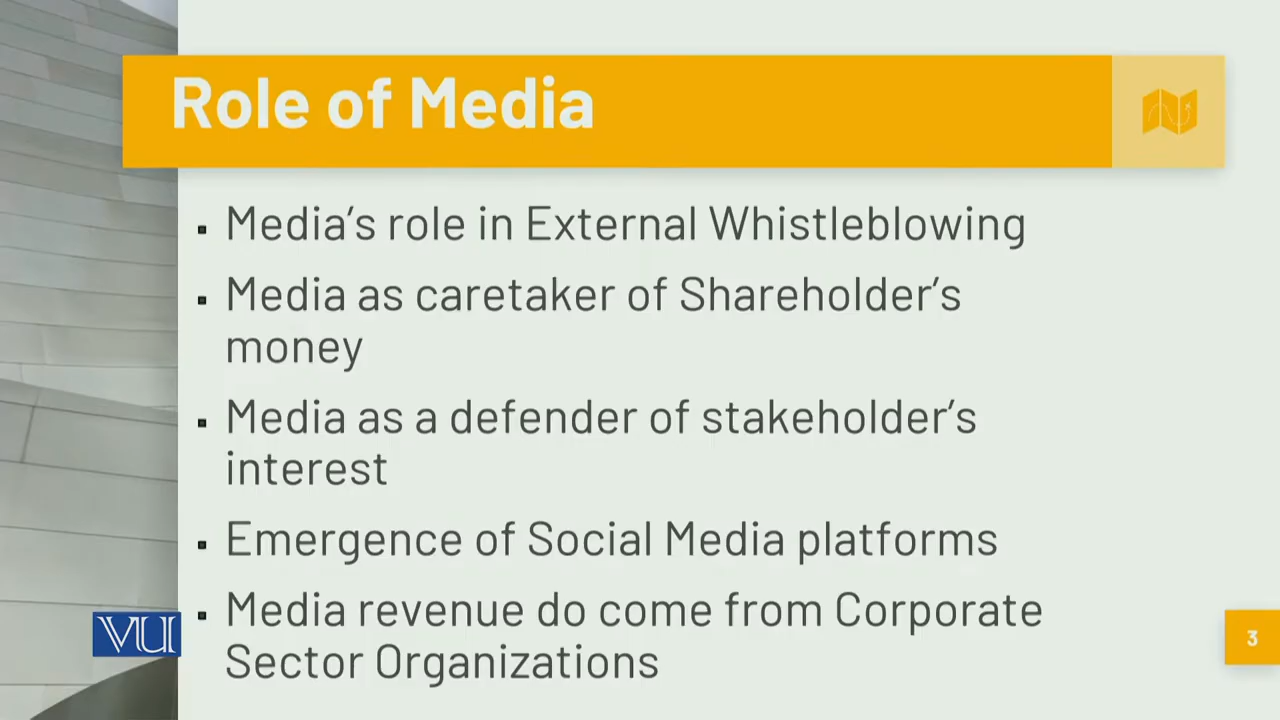 Role of Media
▪ Media’s role in External Whistleblowing
▪ Media as caretaker of Shareholder’s
money
▪ Media as a defender of stakeholder’s
interest
▪ Emergence of Social Media platforms
▪ Media revenue do come from Corporate
Sector Organizations
VU
3